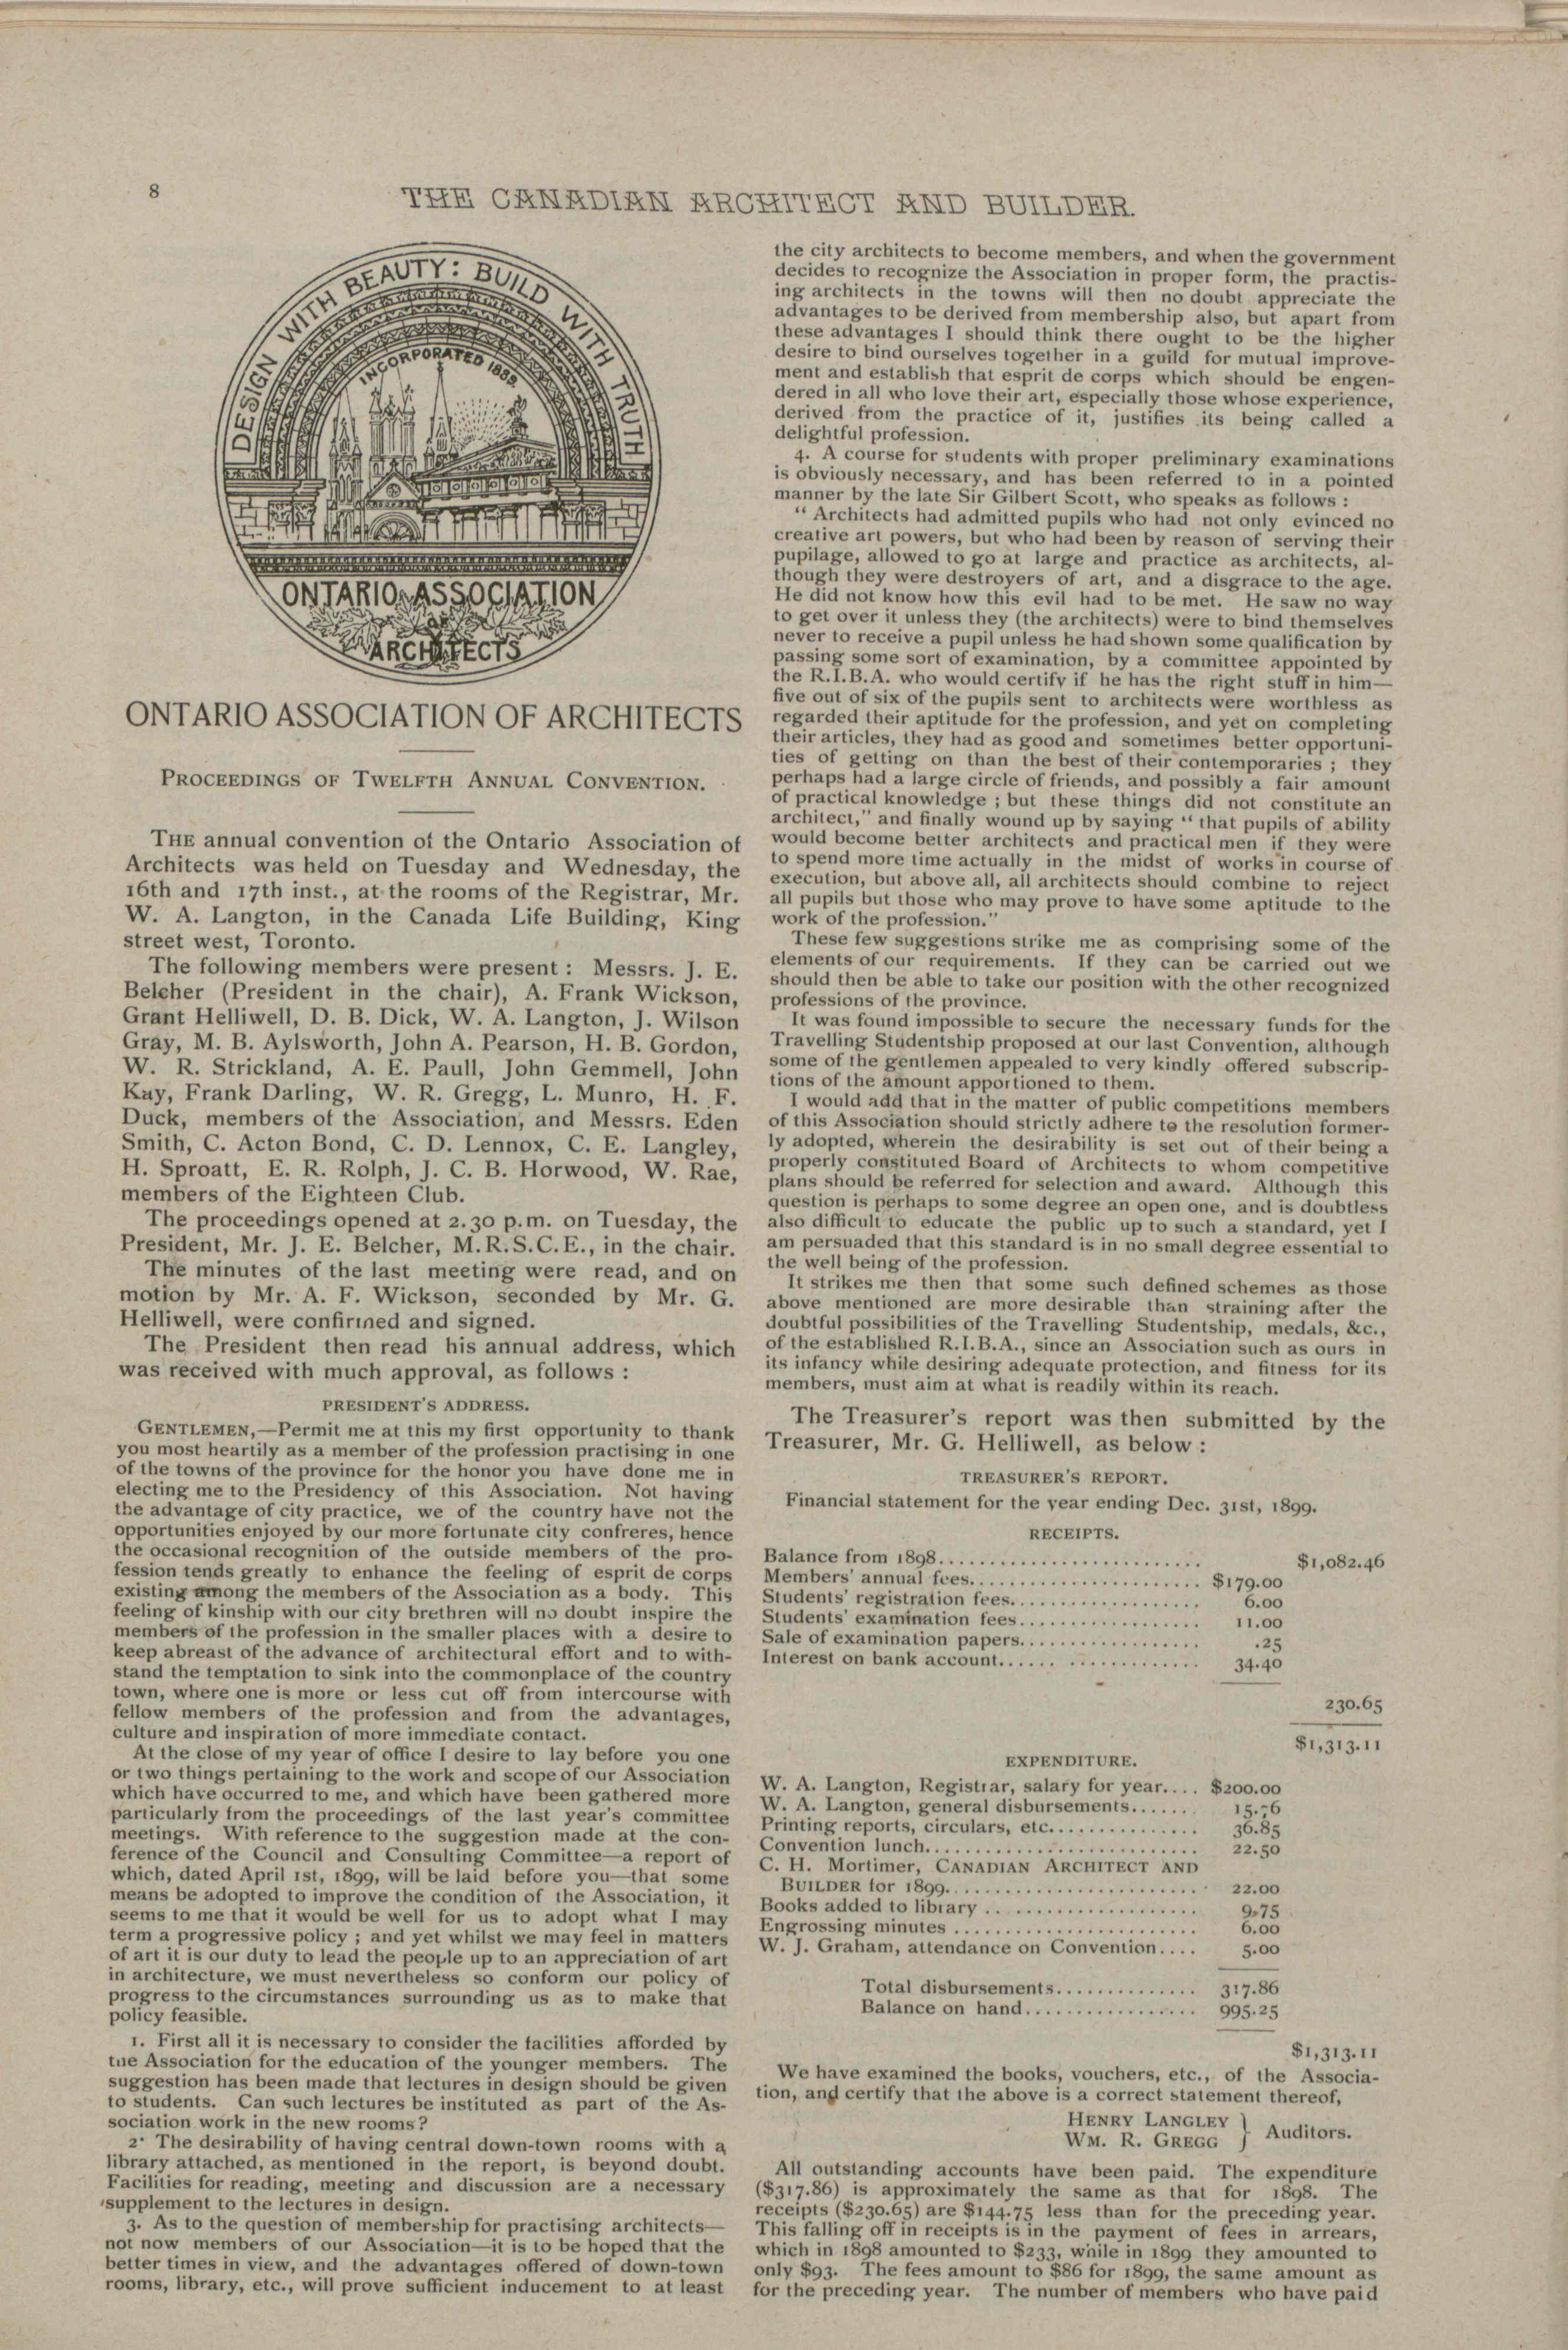 8
THE CANADIAN ARCHITECT AND BUILDER.
DESIGN WITH BEAUTY: BUILD WITH TRUTH
INCORPORATED 1889.
ONTARIO ASSOCIATION
OF
ARCHITECTS
ONTARIO ASSOCIATION OF ARCHITECTS
PROCEEDINGS OF TWELFTH ANNUAL CONVENTION.
THE annual convention of the Ontario Association of
Architects was held on Tuesday and Wednesday, the
16th and 17th inst., at the rooms of the Registrar, Mr.
W. A. Langton, in the Canada Life Building, King
street west, Toronto.
The following members were present : Messrs. J. E.
Belcher (President in the chair), A. Frank Wickson,
Grant Helliwell, D. B. Dick, W. A. Langton, J. Wilson
Gray, M. B. Aylsworth, John A. Pearson, H. B. Gordon,
W. R. Strickland, A. E. Paull, John Gemmell, John
Kay, Frank Darling, W. R. Gregg, L. Munro, H. F.
Duck, members of the Association, and Messrs. Eden
Smith, C. Acton Bond, C. D. Lennox, C. E. Langley,
H. Sproatt, E. R. Rolph, J. C. B. Horwood, W. Rae,
members of the Eighteen Club.
The proceedings opened at 2.30 p.m. on Tuesday, the
President, Mr. J. E. Belcher, M.R.S.C.E., in the chair.
The minutes of the last meeting were read, and on
motion by Mr. A. F. Wickson, seconded by Mr. G.
Helliwell, were confirmed and signed.
The President then read his annual address, which
was received with much approval, as follows :
PRESIDENT'S ADDRESS.
GENTLEMEN,—Permit me at this my first opportunity to thank
you most heartily as a member of the profession practising in one
of the towns of the province for the honor you have done me in
electing me to the Presidency of this Association. Not having
the advantage of city practice, we of the country have not the
opportunities enjoyed by our more fortunate city confreres, hence
the occasional recognition of the outside members of the pro-
fession tends greatly to enhance the feeling of esprit de corps
existing among the members of the Association as a body. This
feeling of kinship with our city brethren will no doubt inspire the
members of the profession in the smaller places with a desire to
keep abreast of the advance of architectural effort and to with-
stand the temptation to sink into the commonplace of the country
town, where one is more or less cut off from intercourse with
fellow members of the profession and from the advantages,
culture and inspiration of more immediate contact.
At the close of my year of office I desire to lay before you one
or two things pertaining to the work and scope of our Association
which have occurred to me, and which have been gathered more
particularly from the proceedings of the last year's committee
meetings. With reference to the suggestion made at the con-
ference of the Council and Consulting Committee—a report of
which, dated April 1st, 1899, will be laid before you—that some
means be adopted to improve the condition of the Association, it
seems to me that it would be well for us to adopt what I may
term a progressive policy ; and yet whilst we may feel in matters
of art it is our duty to lead the people up to an appreciation of art
in architecture, we must nevertheless so conform our policy of
progress to the circumstances surrounding us as to make that
policy feasible.
1. First all it is necessary to consider the facilities afforded by
the Association for the education of the younger members. The
suggestion has been made that lectures in design should be given
to students. Can such lectures be instituted as part of the As-
sociation work in the new rooms?
2. The desirability of having central down-town rooms with a
library attached, as mentioned in the report, is beyond doubt.
Facilities for reading, meeting and discussion are a necessary
supplement to the lectures in design.
3. As to the question of membership for practising architects—
not now members of our Association—it is to be hoped that the
better times in view, and the advantages offered of down-town
rooms, library, etc., will prove sufficient inducement to at least
the city architects to become members, and when the government
decides to recognize the Association in proper form, the practis-
ing architects in the towns will then no doubt appreciate the
advantages to be derived from membership also, but apart from
these advantages I should think there ought to be the higher
desire to bind ourselves together in a guild for mutual improve-
ment and establish that esprit de corps which should be engen-
dered in all who love their art, especially those whose experience,
derived from the practice of it, justifies its being called a
delightful profession.
4. A course for students with proper preliminary examinations
is obviously necessary, and has been referred to in a pointed
manner by the late Sir Gilbert Scott, who speaks as follows :
" Architects had admitted pupils who had not only evinced no
creative art powers, but who had been by reason of serving their
pupilage, allowed to go at large and practice as architects, al-
though they were destroyers of art, and a disgrace to the age.
He did not know how this evil had to be met. He saw no way
to get over it unless they (the architects) were to bind themselves
never to receive a pupil unless he had shown some qualification by
passing some sort of examination, by a committee appointed by
the R.I.B.A. who would certify if he has the right stuff in him—
five out of six of the pupils sent to architects were worthless as
regarded their aptitude for the profession, and yet on completing
their articles, they had as good and sometimes better opportuni-
ties of getting on than the best of their contemporaries ; they
perhaps had a large circle of friends, and possibly a fair amount
of practical knowledge ; but these things did not constitute an
architect," and finally wound up by saying " that pupils of ability
would become better architects and practical men if they were
to spend more time actually in the midst of works in course of
execution, but above all, all architects should combine to reject
all pupils but those who may prove to have some aptitude to the
work of the profession."
These few suggestions strike me as comprising some of the
elements of our requirements. If they can be carried out we
should then be able to take our position with the other recognized
professions of the province.
It was found impossible to secure the necessary funds for the
Travelling Studentship proposed at our last Convention, although
some of the gentlemen appealed to very kindly offered subscrip-
tions of the amount apportioned to them.
I would add that in the matter of public competitions members
of this Association should strictly adhere to the resolution former-
ly adopted, wherein the desirability is set out of their being a
properly constituted Board of Architects to whom competitive
plans should be referred for selection and award. Although this
question is perhaps to some degree an open one, and is doubtless
also difficult to educate the public up to such a standard, yet I
am persuaded that this standard is in no small degree essential to
the well being of the profession.
It strikes me then that some such defined schemes as those
above mentioned are more desirable than straining after the
doubtful possibilities of the Travelling Studentship, medals, &c.,
of the established R.I.B.A., since an Association such as ours in
its infancy while desiring adequate protection, and fitness for its
members, must aim at what is readily within its reach.
The Treasurer's report was then submitted by the
Treasurer, Mr. G. Helliwell, as below :
TREASURER'S REPORT.
Financial statement for the year ending Dec. 31st, 1899.
RECEIPTS.
Balance from 1898.......................... $1,082.46
Members' annual fees....................... $179.00
Students' registration fees................... 6.00
Students' examination fees.................. 11.00
Sale of examination papers.................. .25
Interest on bank account...... ............. 34.40
230.65
$1,313.11
EXPENDITURE.
W. A. Langton, Registrar, salary for year.... $200.00
W. A. Langton, general disbursements....... 15.76
Printing reports, circulars, etc............... 36.85
Convention lunch........................... 22.50
C. H. Mortimer, CANADIAN ARCHITECT AND
BUILDER for 1899......................... 22.00
Books added to library .. .................. 9.75
Engrossing minutes ........................ 6.00
W. J. Graham, attendance on Convention.... 5.00
Total disbursements.............. 317.86
Balance on hand................. 995.25
$1,313.11
We have examined the books, vouchers, etc., of the Associa-
tion, and certify that the above is a correct statement thereof,
HENRY LANGLEY
WM. R. GREGG } Auditors.
All outstanding accounts have been paid. The expenditure
($317.86) is approximately the same as that for 1898. The
receipts ($230.65) are $144.75 less than for the preceding year.
This falling off in receipts is in the payment of fees in arrears,
which in 1898 amounted to $233, while in 1899 they amounted to
only $93. The fees amount to $86 for 1899, the same amount as
for the preceding year. The number of members who have paid